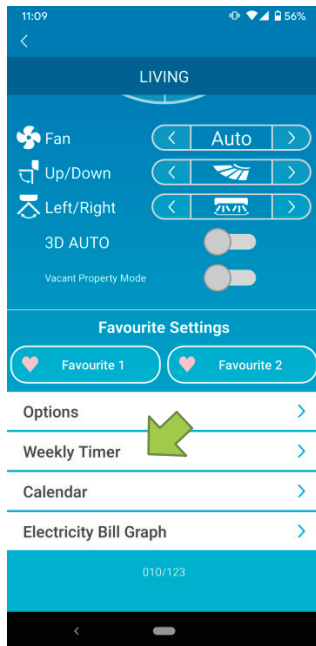 11:09 56%
LIVING
Fan Auto
Up/Down
Left/Right
3D AUTO
Vacant Property Mode
Favourite Settings
Favourite 1 Favourite 2
Options
Weekly Timer
Calendar
Electricity Bill Graph
010/123